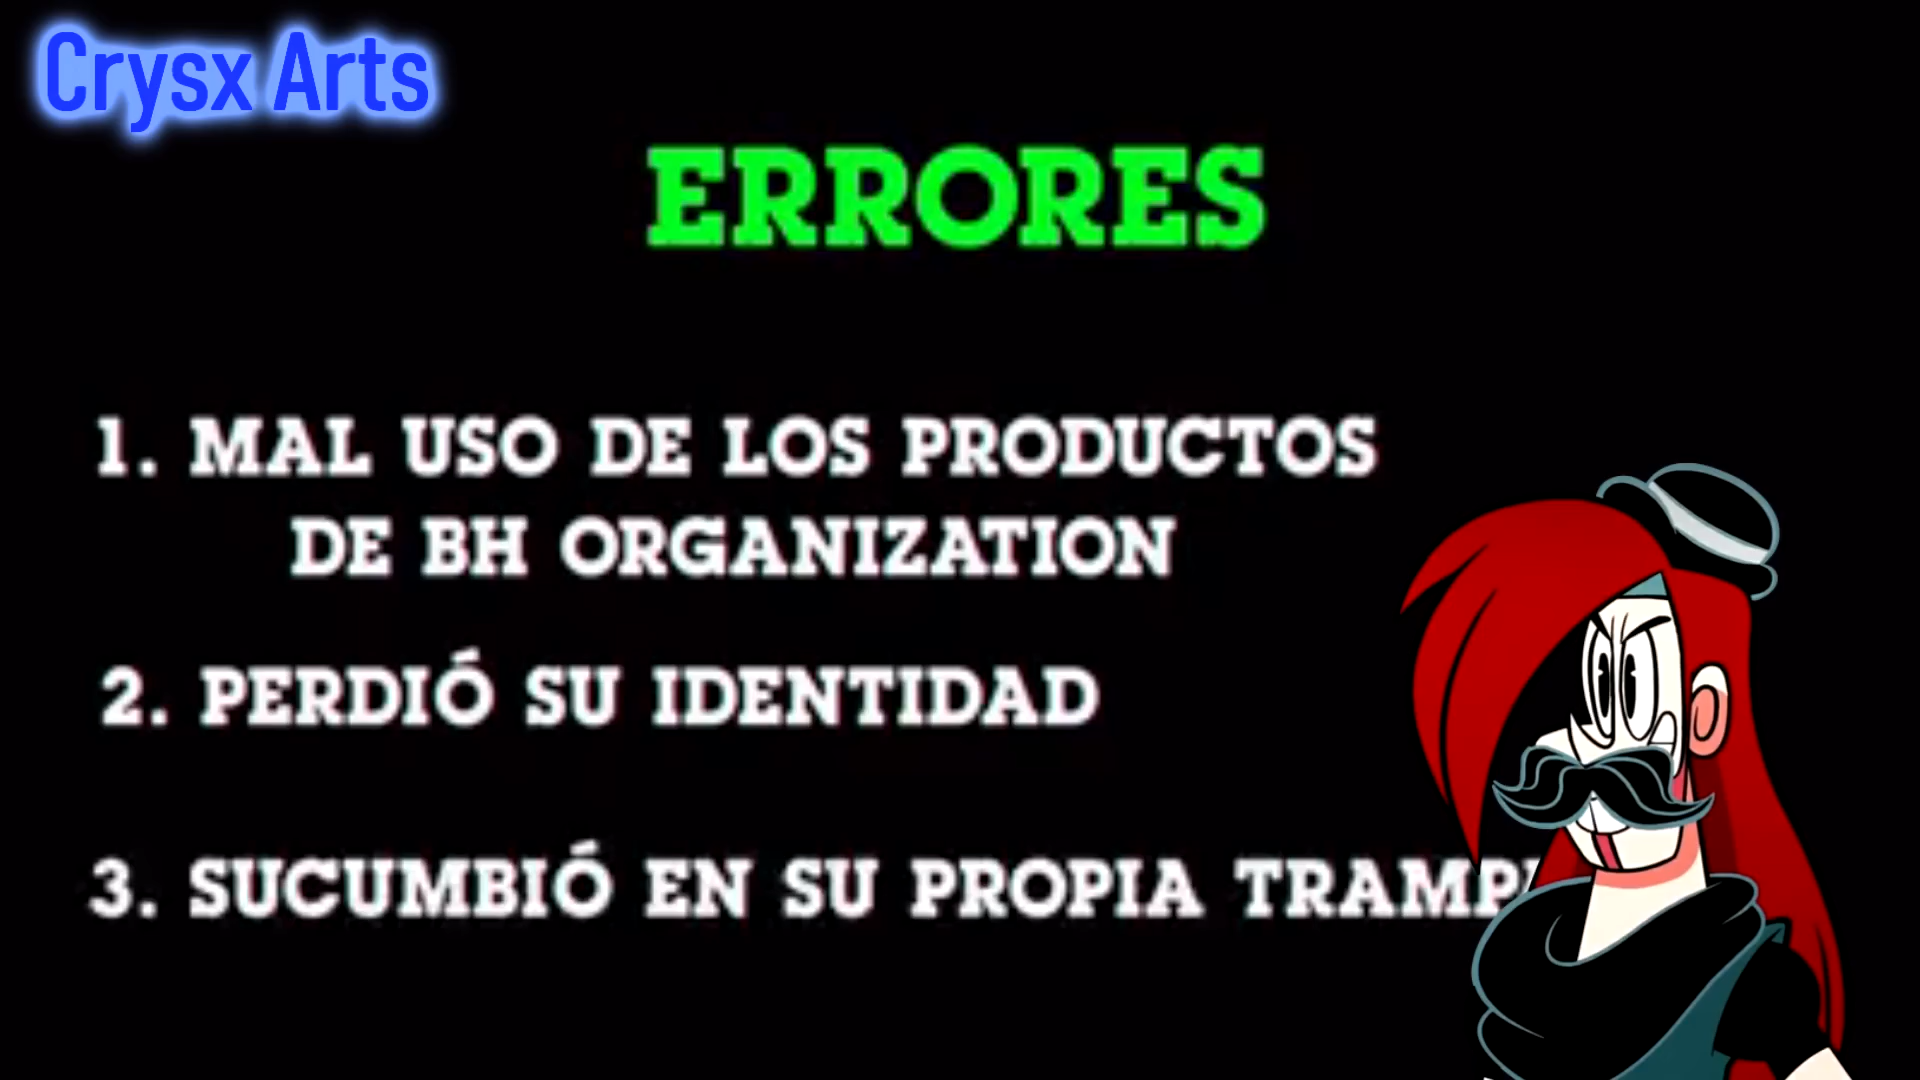 Crysx Arts
ERRORES
1. MAL USO DE LOS PRODUCTOS
DE BH ORGANIZATION
2. PERDIÓ SU IDENTIDAD
3. SUCUMBIÓ EN SU PROPIA